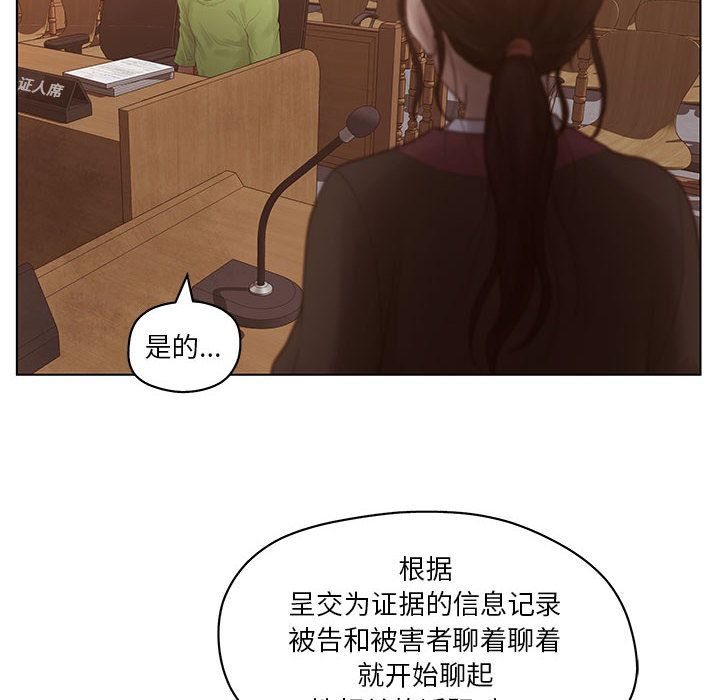 证人席
是的...
根据
呈交为证据的信息记录
被告和被害者聊着聊着
就开始聊起